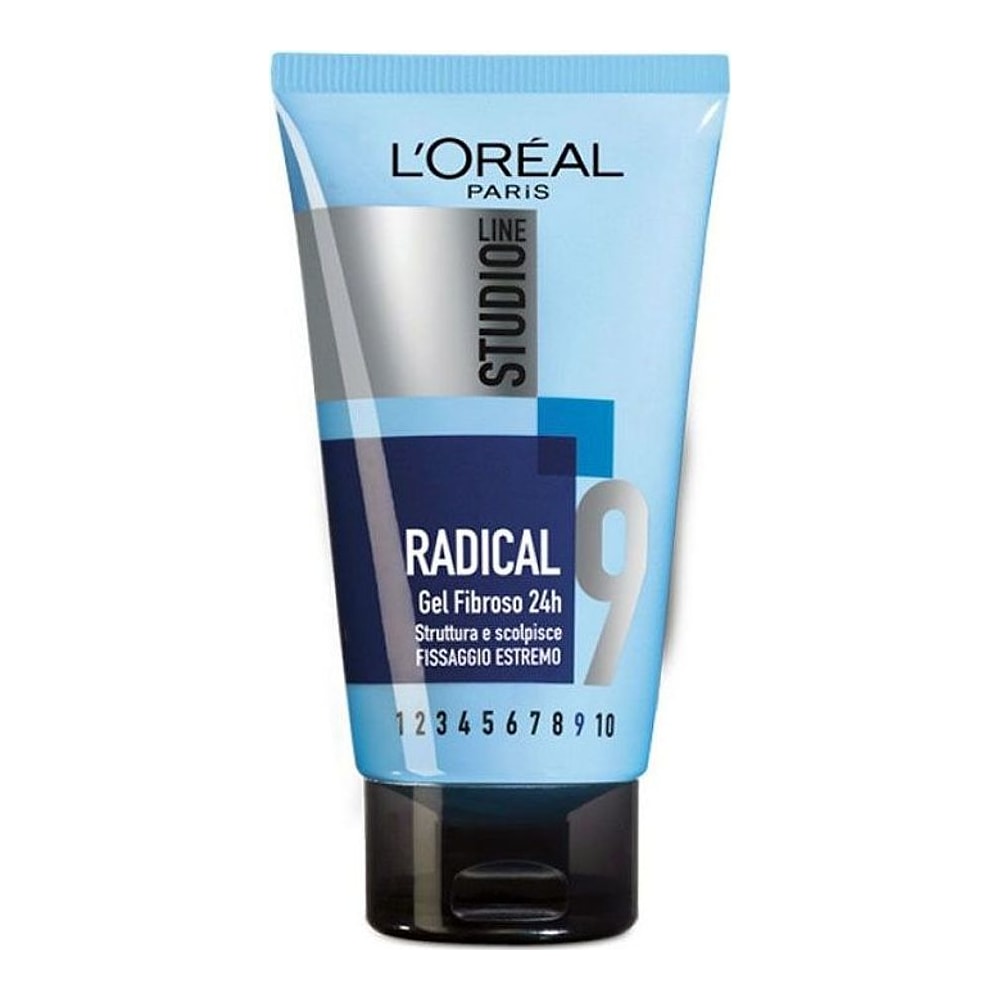 L'ORÉAL
PARiS
STUDIO LINE
RADICAL
9
Gel Fibroso 24h
Struttura e scolpisce
FISSAGGIO ESTREMO
1 2 3 4 5 6 7 8 9 10